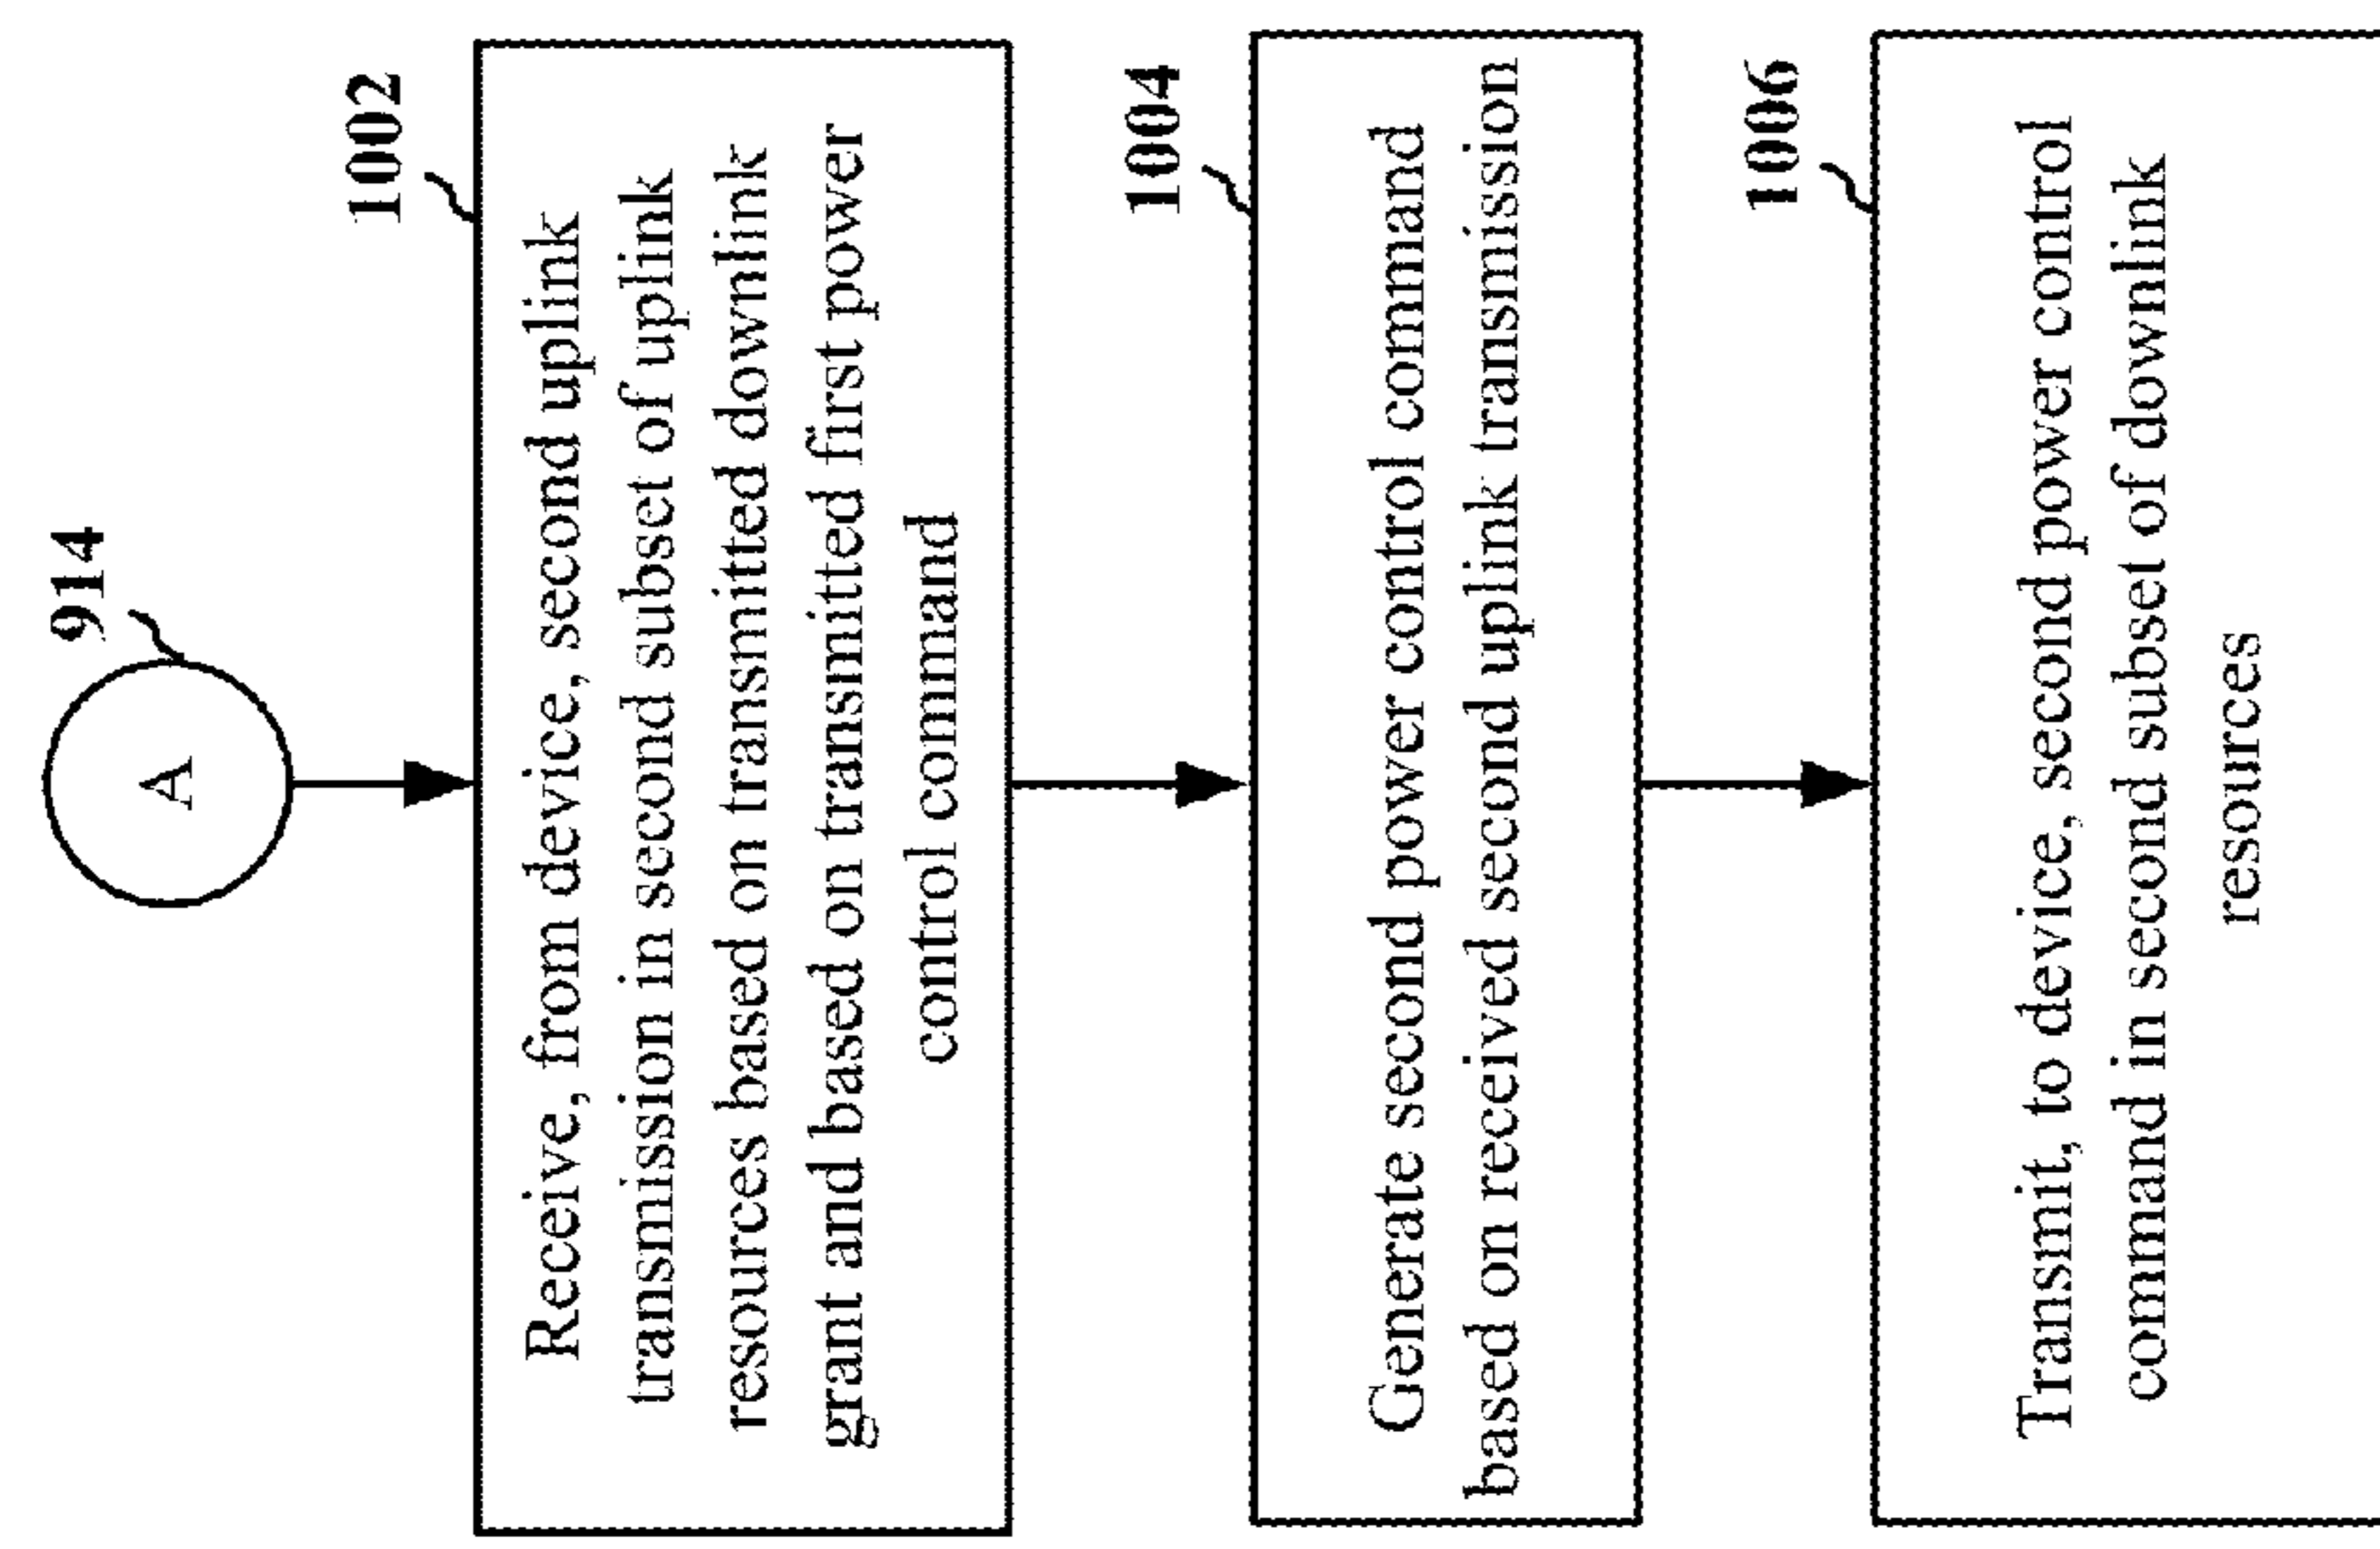 914
A
1002
Receive, from device, second uplink
transmission in second subset of uplink
resources based on transmitted downlink
grant and based on transmitted first power
control command
1004
Generate second power control command
based on received second uplink transmission
1006
Transmit, to device, second power control
command in second subset of downlink
resources